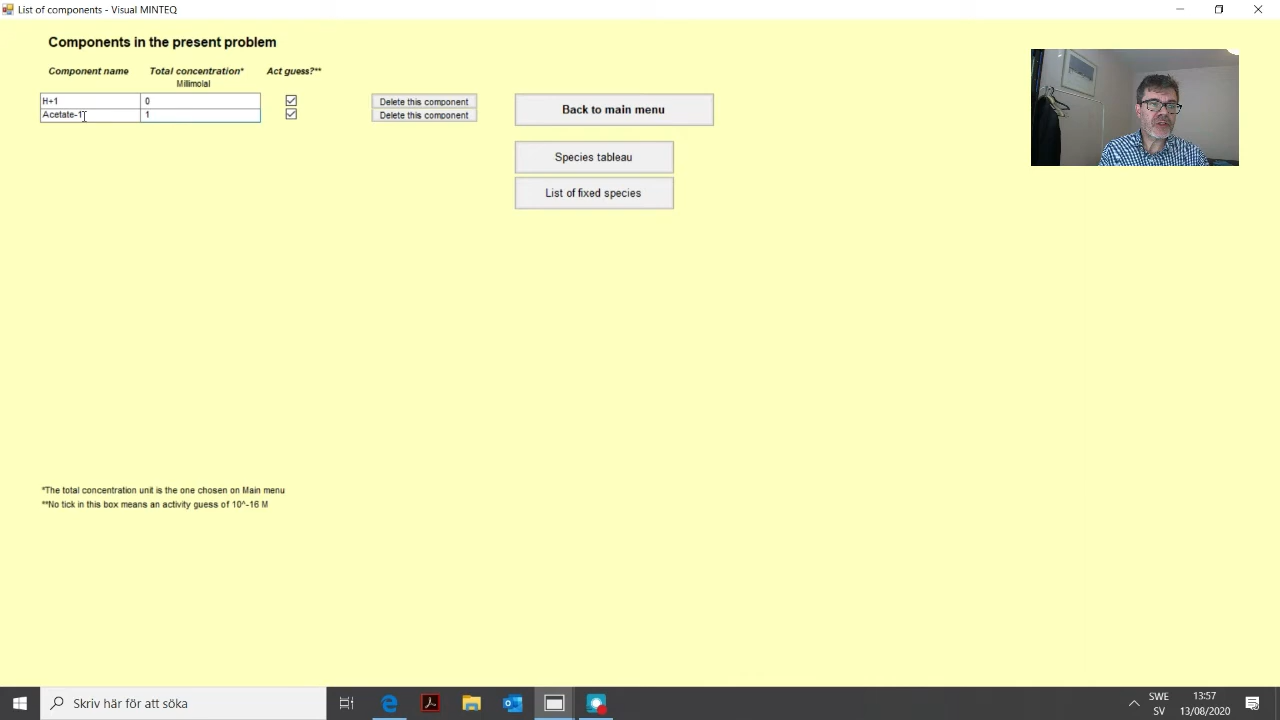 List of components - Visual MINTEQ
Components in the present problem
Component name Total concentration* Act guess?**
Millimolal
H+1 0 Delete this component
Acetate-1 1 Delete this component
Back to main menu
Species tableau
List of fixed species
*The total concentration unit is the one chosen on Main menu
**No tick in this box means an activity guess of 10^-16 M
Skriv här för att söka
SWE 13:57
SV 13/08/2020